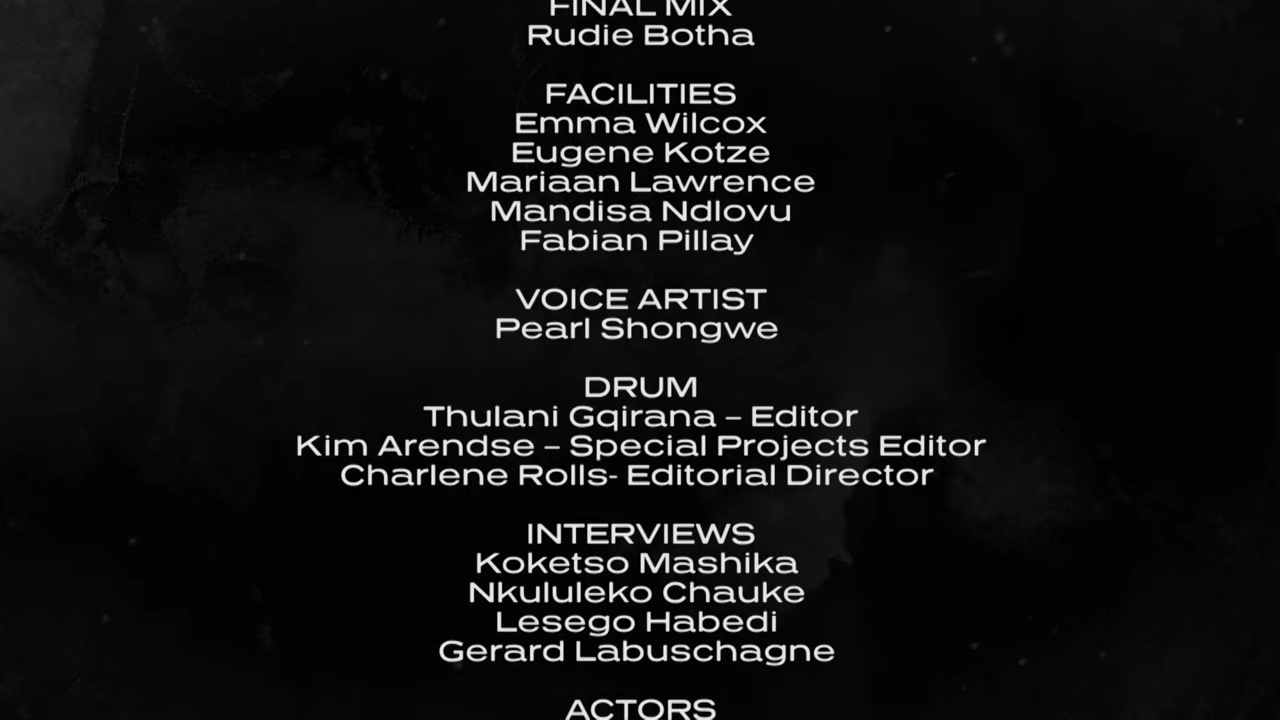 FINAL MIX
Rudie Botha
FACILITIES
Emma Wilcox
Eugene Kotze
Mariaan Lawrence
Mandisa Ndlovu
Fabian Pillay
VOICE ARTIST
Pearl Shongwe
DRUM
Thulani Gqirana – Editor
Kim Arendse – Special Projects Editor
Charlene Rolls- Editorial Director
INTERVIEWS
Koketso Mashika
Nkululeko Chauke
Lesego Habedi
Gerard Labuschagne
ACTORS